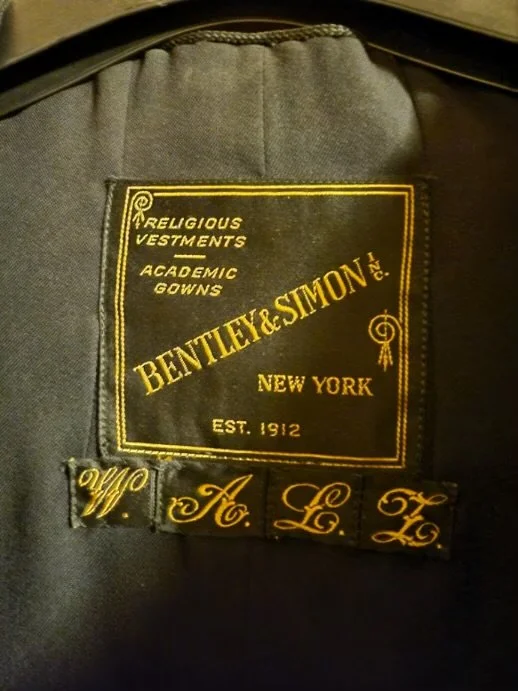 RELIGIOUS
VESTMENTS
ACADEMIC
GOWNS
BENTLEY & SIMON INC.
NEW YORK
EST. 1912
W. A. L. Z.